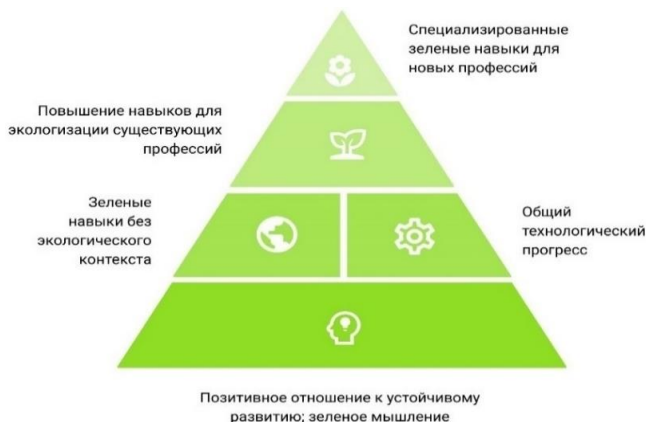 Специализированные
зеленые навыки для
новых профессий
Повышение навыков для
экологизации существующих
профессий
Зеленые
навыки без
экологического
контекста
Общий
технологический
прогресс
Позитивное отношение к устойчивому
развитию; зеленое мышление